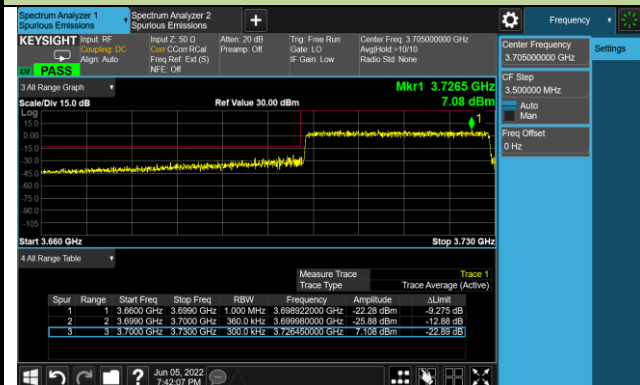 Spectrum Analyzer 1
Spurious Emissions
Spectrum Analyzer 2
Spurious Emissions
+
Frequency
KEYSIGHT
Input: RF
Coupling: DC
Align: Auto
Input Z: 50 Ω
Corr CCorr RCal
Freq Ref: Ext (S)
NFE: Off
Atten: 20 dB
Preamp: Off
Trig: Free Run
Gate: LO
IF Gain: Low
Center Freq: 3.705000000 GHz
Avg|Hold:>10/10
Radio Std: None
PASS
Center Frequency
3.705000000 GHz
Settings
CF Step
3.500000 MHz
Auto
Man
Freq Offset
0 Hz
3 All Range Graph
Mkr1 3.7265 GHz
7.08 dBm
Scale/Div 15.0 dB
Ref Value 30.00 dBm
Log
15.0
0.00
-15.0
-30.0
-45.0
-60.0
-75.0
-90.0
-105
1
Start 3.660 GHz
Stop 3.730 GHz
4 All Range Table
Measure Trace Trace 1
Trace Type Trace Average (Active)
Spur Range Start Freq Stop Freq RBW Frequency Amplitude ΔLimit
1 1 3.6600 GHz 3.6990 GHz 1.000 MHz 3.698922000 GHz -22.28 dBm -9.275 dB
2 2 3.6990 GHz 3.7000 GHz 360.0 kHz 3.699980000 GHz -25.88 dBm -12.88 dB
3 3 3.7000 GHz 3.7300 GHz 300.0 kHz 3.726450000 GHz 7.108 dBm -22.89 dB
?
Jun 05, 2022
7:42:07 PM